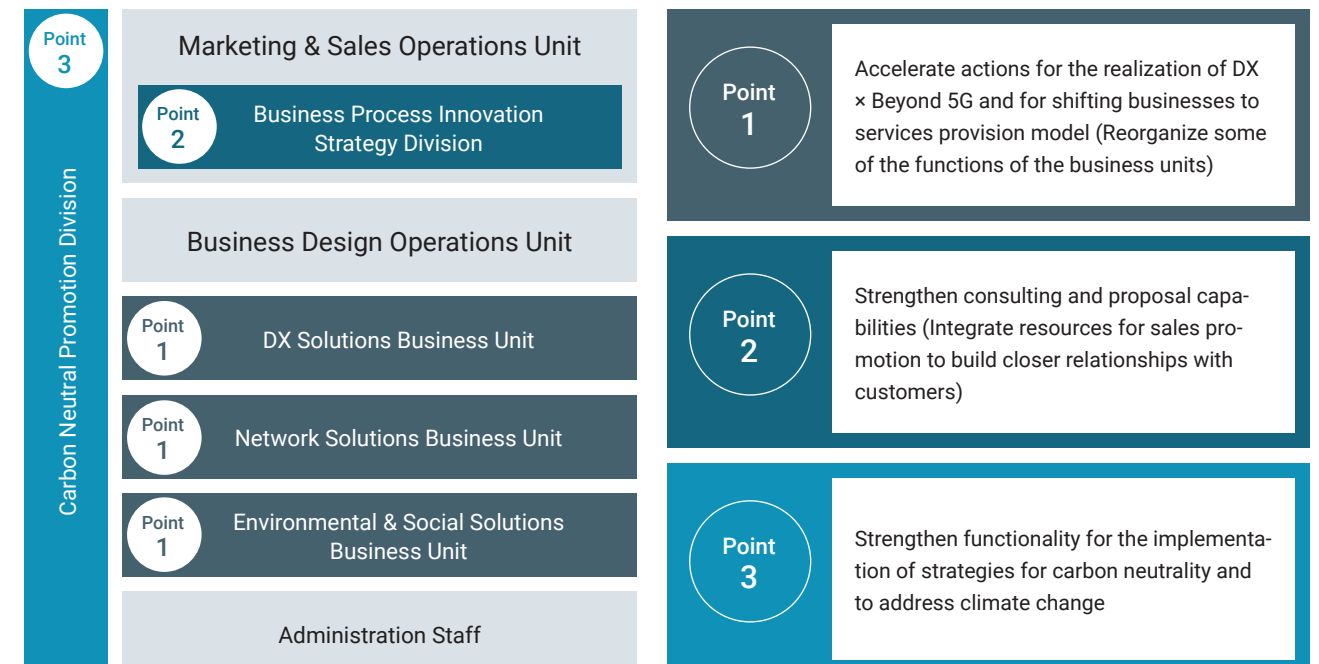 Point
3
Carbon Neutral Promotion Division
Marketing & Sales Operations Unit
Point
2
Business Process Innovation
Strategy Division
Business Design Operations Unit
Point
1
DX Solutions Business Unit
Point
1
Network Solutions Business Unit
Point
1
Environmental & Social Solutions
Business Unit
Administration Staff
Point
1
Accelerate actions for the realization of DX
× Beyond 5G and for shifting businesses to
services provision model (Reorganize some
of the functions of the business units)
Point
2
Strengthen consulting and proposal capa-
bilities (Integrate resources for sales pro-
motion to build closer relationships with
customers)
Point
3
Strengthen functionality for the implementa-
tion of strategies for carbon neutrality and
to address climate change